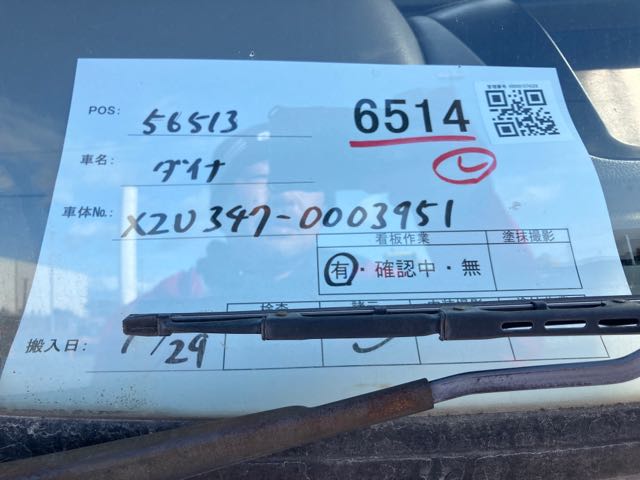 POS: 56513
6514
車名: ダイナ
レ
車体No.: XZU347-0003951
看板作業 塗抹撮影
有・確認中・無
搬入日: 1/29